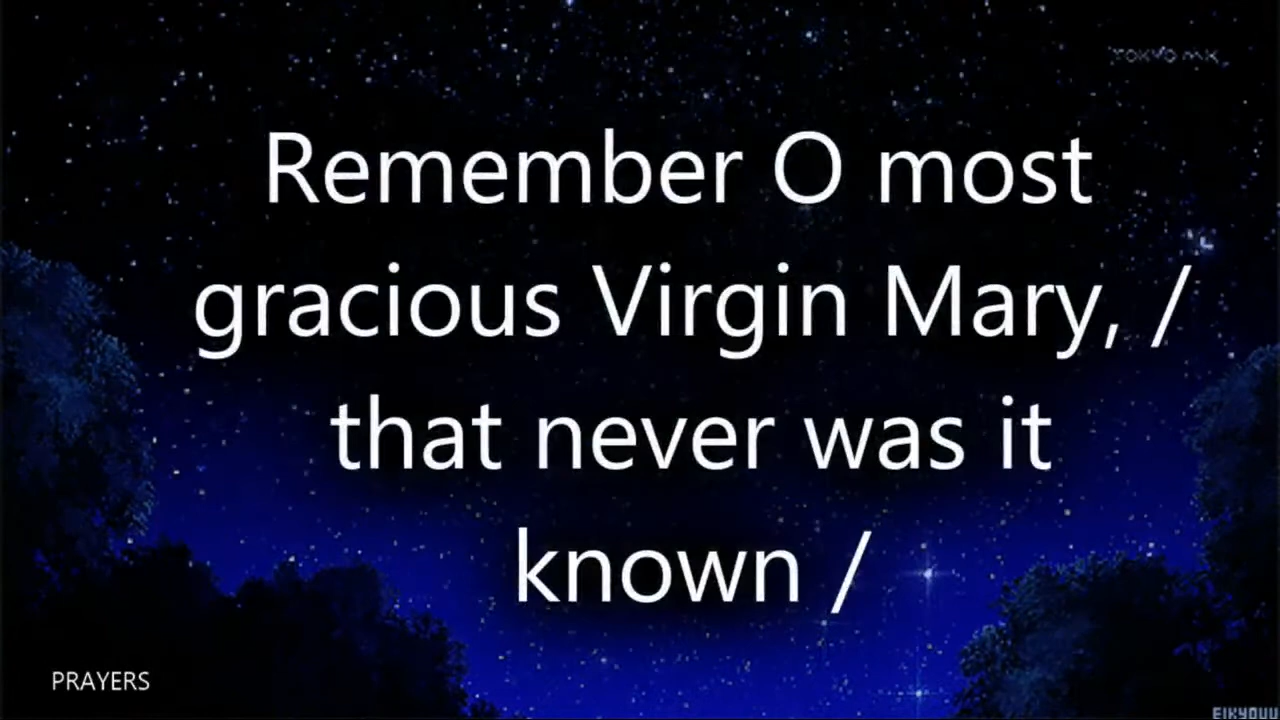 Remember O most
gracious Virgin Mary, /
that never was it
known /
PRAYERS